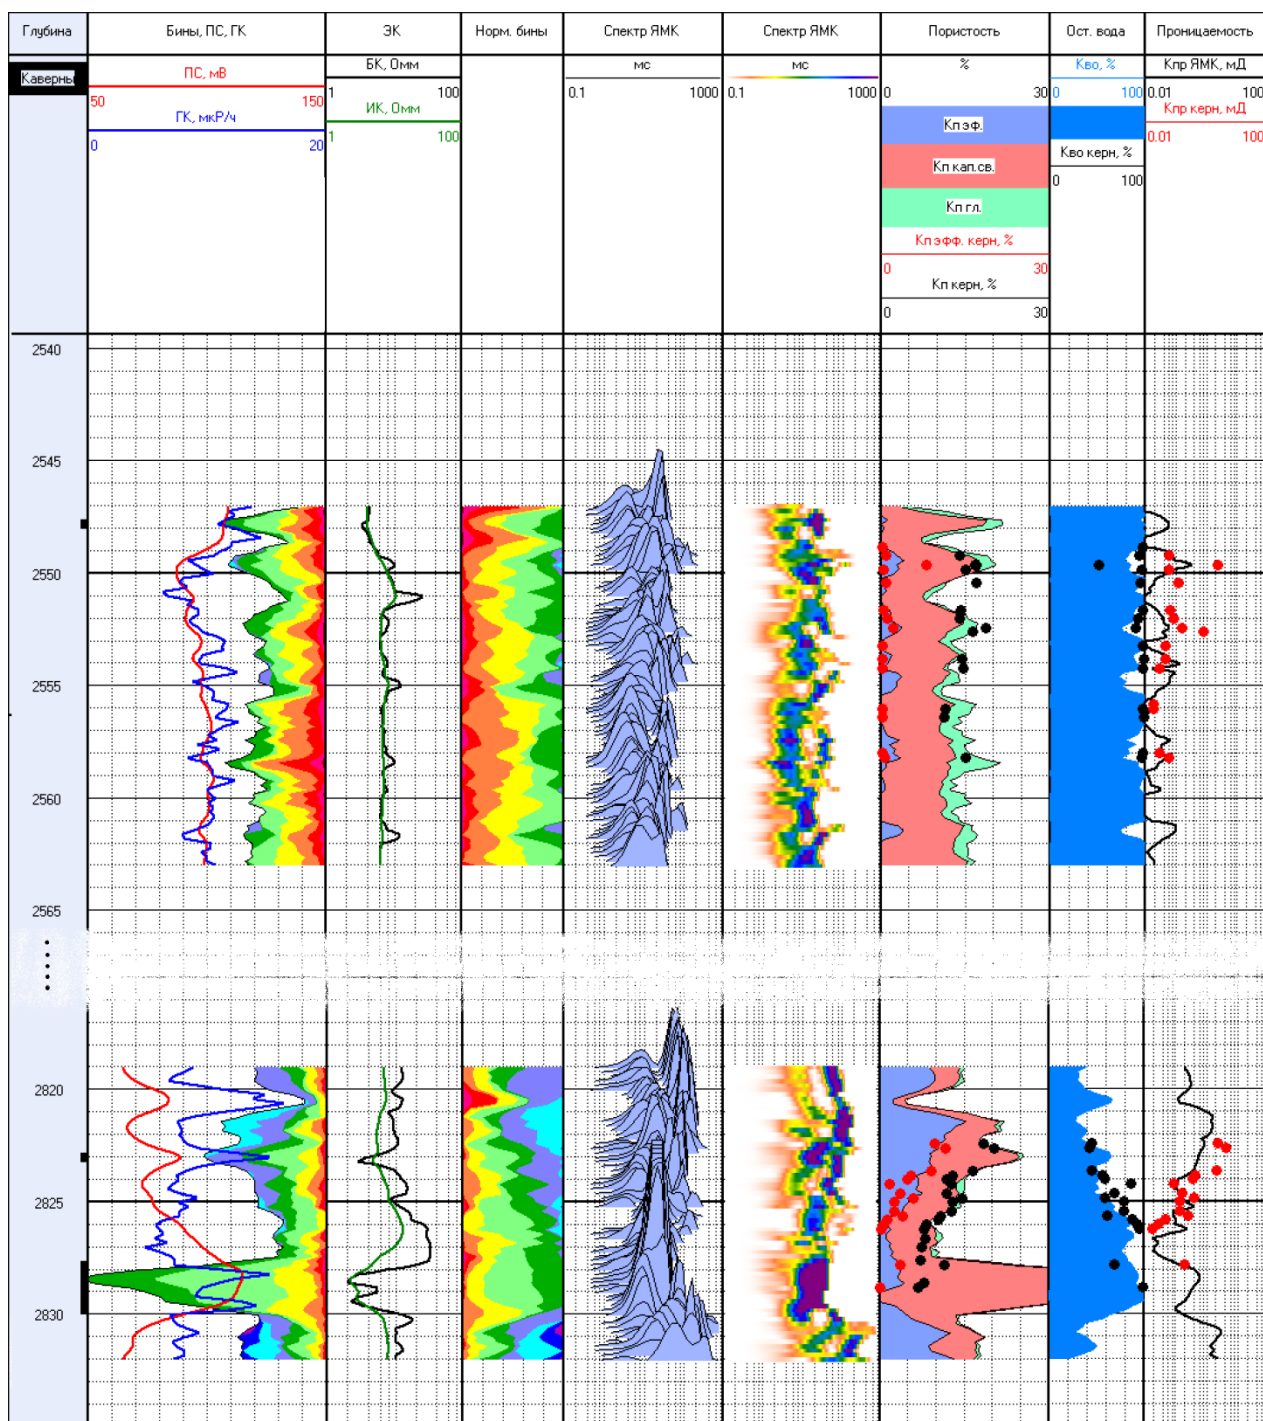 Глубина Бины, ПС, ГК ЭК Норм. бины Спектр ЯМК Спектр ЯМК Пористость Ост. вода Проницаемость
Каверны ПС, мВ БК, Омм мс мс % Кво, % Кпр ЯМК, мД
50 150 1 100 0.1 1000 0.1 1000 0 30 0 100 0.01 100
ГК, мкР/ч ИК, Омм Кп эф. Кпр керн, мД
0 20 1 100 0.01 100
Кп кап.св. Кво керн, %
0 100
Кп гл.
Кп эфф. керн, %
0 30
Кп керн, %
0 30
2540
2545
2550
2555
2560
2565
2820
2825
2830